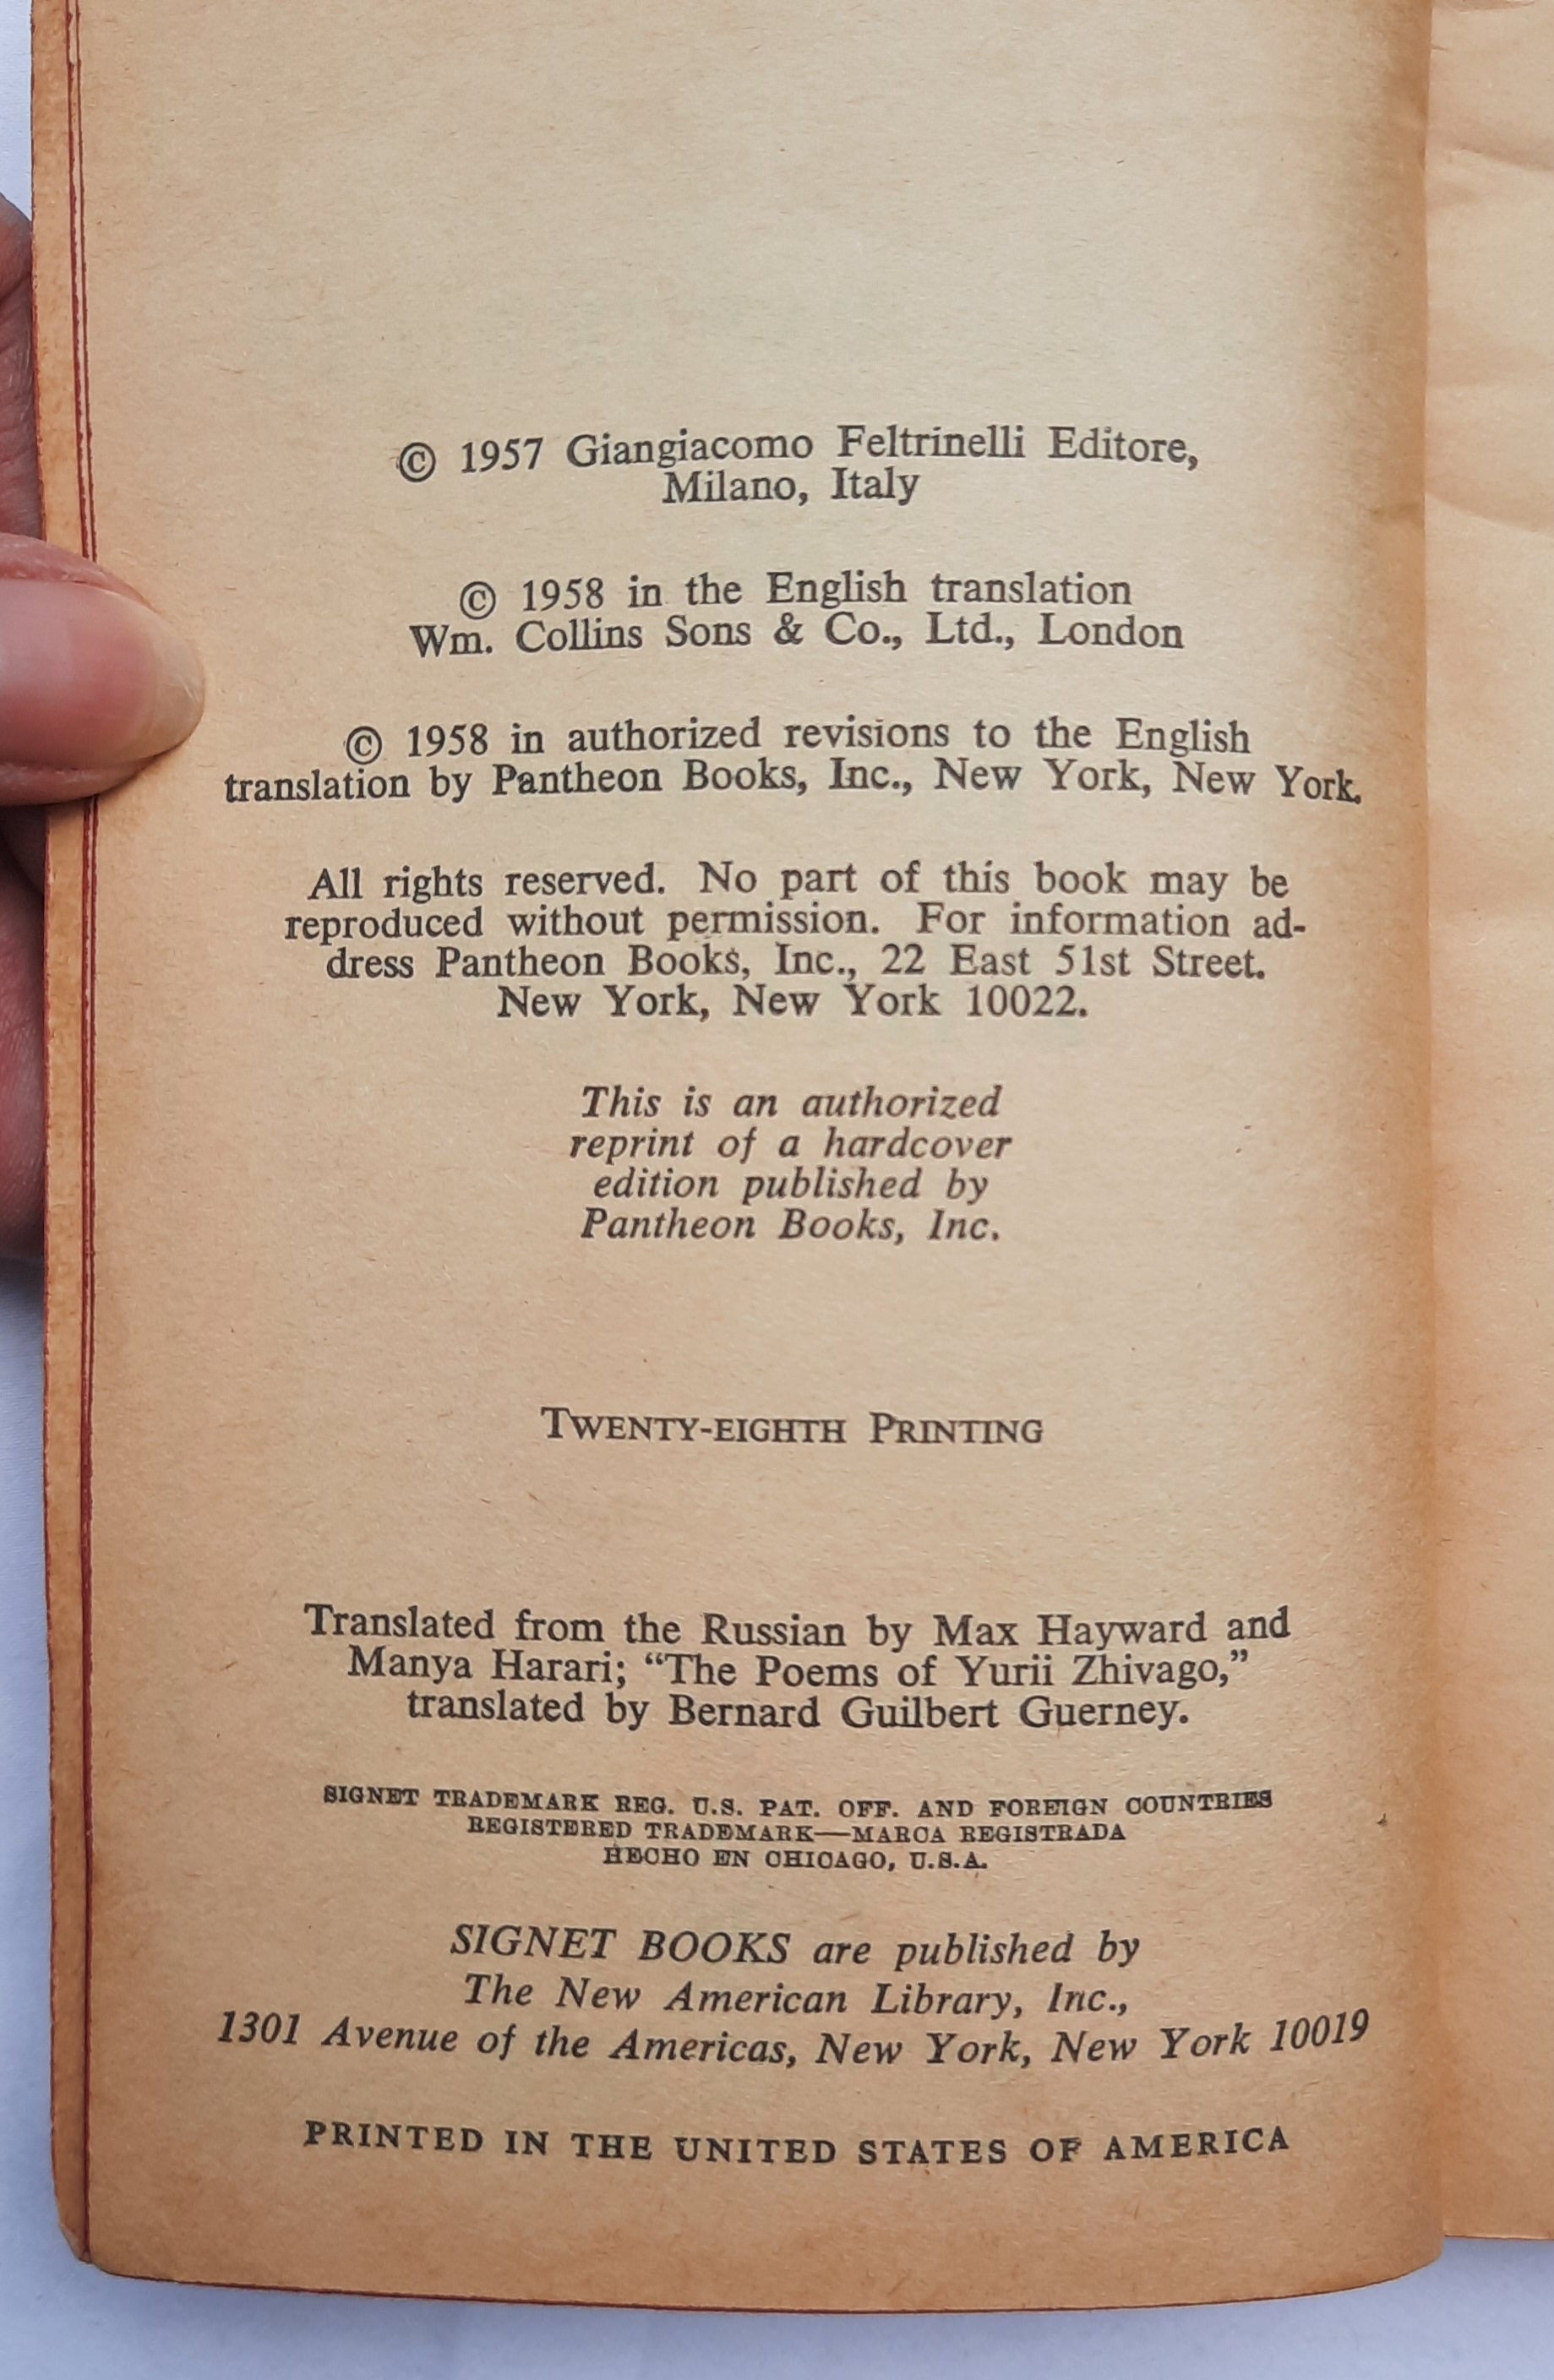 © 1957 Giangiacomo Feltrinelli Editore,
Milano, Italy
© 1958 in the English translation
Wm. Collins Sons & Co., Ltd., London
© 1958 in authorized revisions to the English
translation by Pantheon Books, Inc., New York, New York.
All rights reserved. No part of this book may be
reproduced without permission. For information ad-
dress Pantheon Books, Inc., 22 East 51st Street.
New York, New York 10022.
This is an authorized
reprint of a hardcover
edition published by
Pantheon Books, Inc.
TWENTY-EIGHTH PRINTING
Translated from the Russian by Max Hayward and
Manya Harari; “The Poems of Yurii Zhivago,”
translated by Bernard Guilbert Guerney.
SIGNET TRADEMARK REG. U.S. PAT. OFF. AND FOREIGN COUNTRIES
REGISTERED TRADEMARK—MARCA REGISTRADA
HECHO EN CHICAGO, U.S.A.
SIGNET BOOKS are published by
The New American Library, Inc.,
1301 Avenue of the Americas, New York, New York 10019
PRINTED IN THE UNITED STATES OF AMERICA